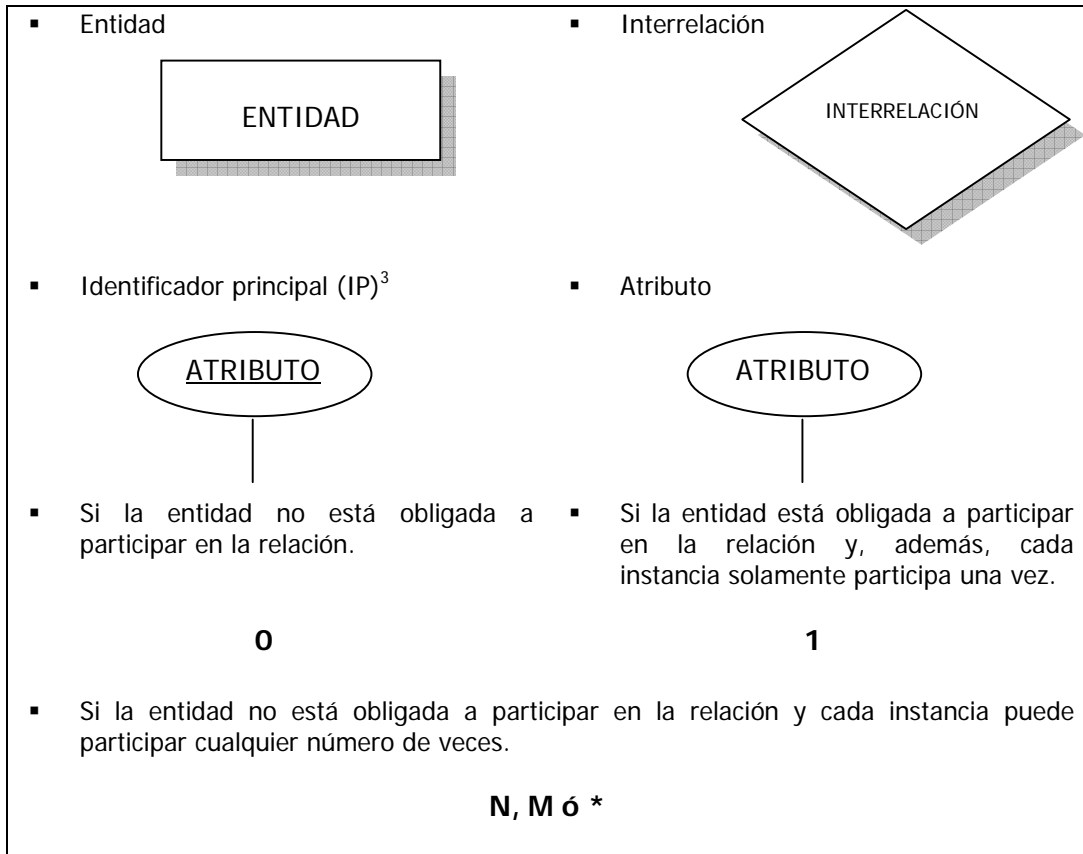 ▪ Entidad
▪ Interrelación
ENTIDAD
INTERRELACIÓN
▪ Identificador principal (IP)3
▪ Atributo
ATRIBUTO
ATRIBUTO
▪ Si la entidad no está obligada a
participar en la relación.
▪ Si la entidad está obligada a participar
en la relación y, además, cada
instancia solamente participa una vez.
0
1
▪ Si la entidad no está obligada a participar en la relación y cada instancia puede
participar cualquier número de veces.
N, M ó *